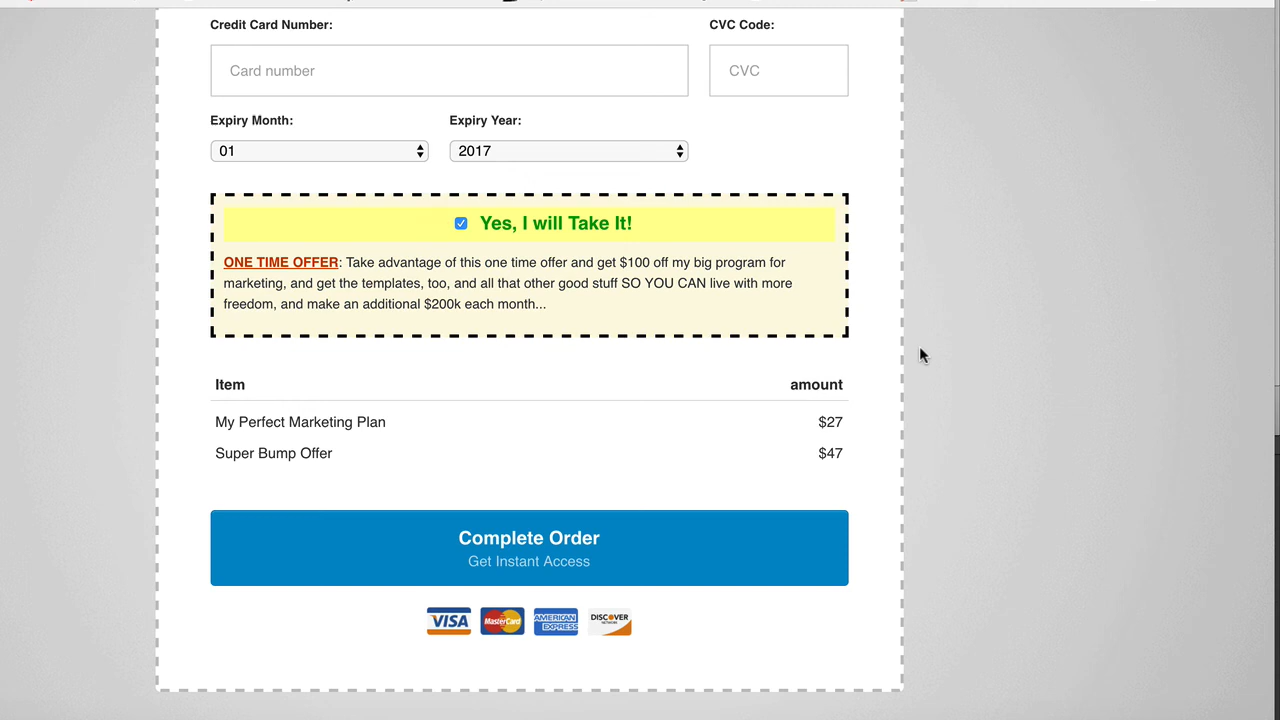 Credit Card Number: CVC Code:
Card number CVC
Expiry Month: Expiry Year:
01 2017
Yes, I will Take It!
ONE TIME OFFER: Take advantage of this one time offer and get $100 off my big program for
marketing, and get the templates, too, and all that other good stuff SO YOU CAN live with more
freedom, and make an additional $200k each month...
Item amount
My Perfect Marketing Plan $27
Super Bump Offer $47
Complete Order
Get Instant Access
VISA MasterCard AMERICAN EXPRESS DISCOVER NETWORK